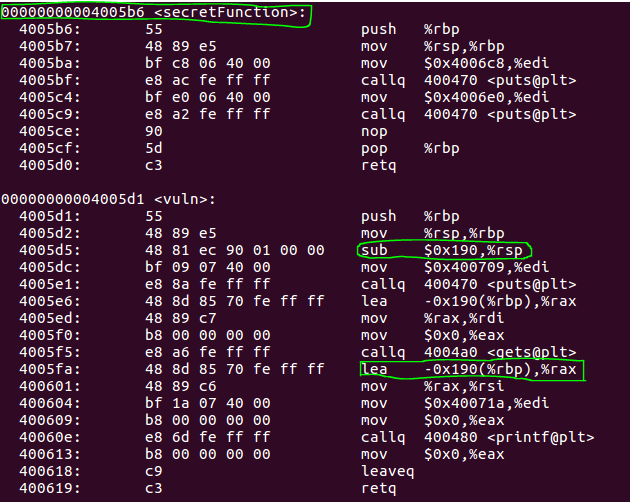 00000000004005b6 <secretFunction>:
4005b6: 55 push %rbp
4005b7: 48 89 e5 mov %rsp,%rbp
4005ba: bf c8 06 40 00 mov $0x4006c8,%edi
4005bf: e8 ac fe ff ff callq 400470 <puts@plt>
4005c4: bf e0 06 40 00 mov $0x4006e0,%edi
4005c9: e8 a2 fe ff ff callq 400470 <puts@plt>
4005ce: 90 nop
4005cf: 5d pop %rbp
4005d0: c3 retq
00000000004005d1 <vuln>:
4005d1: 55 push %rbp
4005d2: 48 89 e5 mov %rsp,%rbp
4005d5: 48 81 ec 90 01 00 00 sub $0x190,%rsp
4005dc: bf 09 07 40 00 mov $0x400709,%edi
4005e1: e8 8a fe ff ff callq 400470 <puts@plt>
4005e6: 48 8d 85 70 fe ff ff lea -0x190(%rbp),%rax
4005ed: 48 89 c7 mov %rax,%rdi
4005f0: b8 00 00 00 00 mov $0x0,%eax
4005f5: e8 a6 fe ff ff callq 4004a0 <gets@plt>
4005fa: 48 8d 85 70 fe ff ff lea -0x190(%rbp),%rax
400601: 48 89 c6 mov %rax,%rsi
400604: bf 1a 07 40 00 mov $0x40071a,%edi
400609: b8 00 00 00 00 mov $0x0,%eax
40060e: e8 6d fe ff ff callq 400480 <printf@plt>
400613: b8 00 00 00 00 mov $0x0,%eax
400618: c9 leaveq
400619: c3 retq